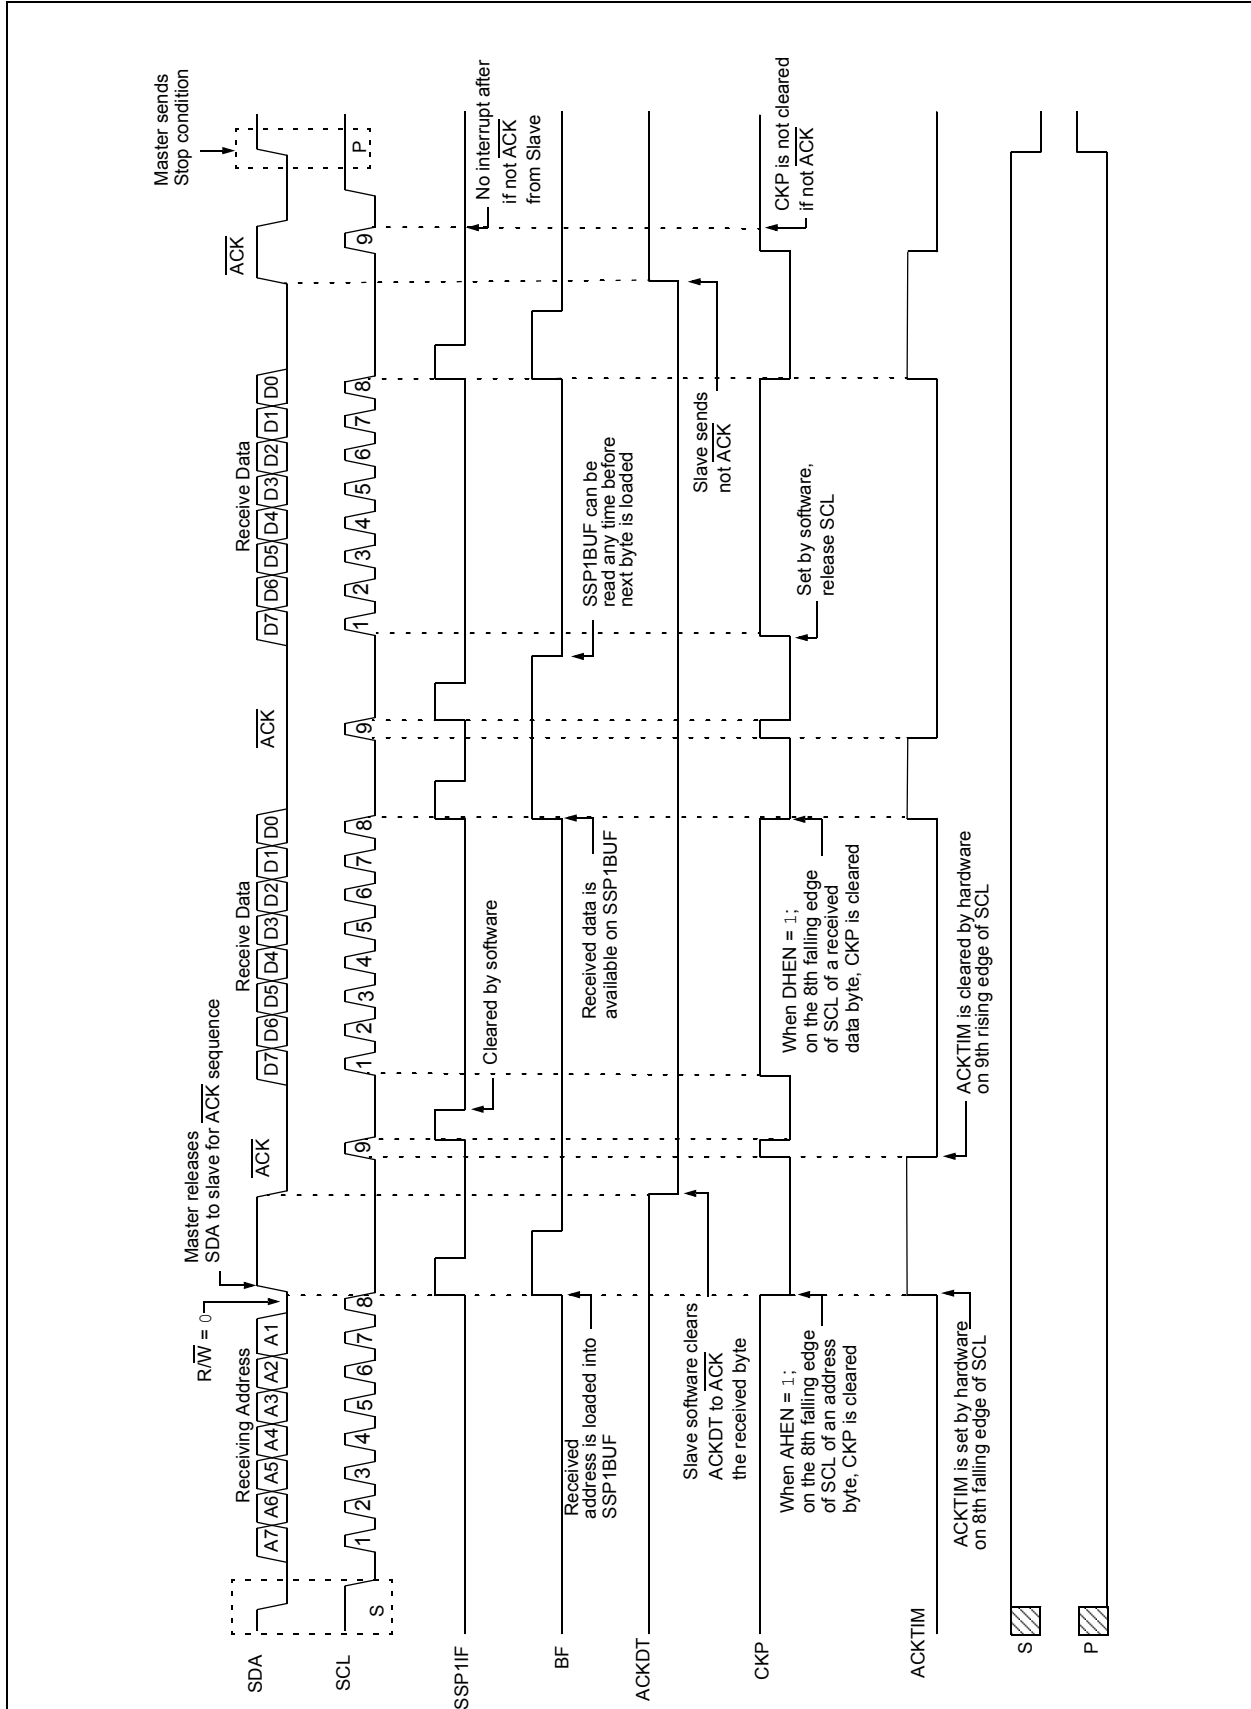 Master sends
Stop condition
Master releases
SDA to slave for ACK sequence
R/W = 0
Receiving Address
ACK
Receive Data
ACK
Receive Data
ACK
SDA
A7 A6 A5 A4 A3 A2 A1
D7 D6 D5 D4 D3 D2 D1 D0
D7 D6 D5 D4 D3 D2 D1 D0
SCL
S
1 2 3 4 5 6 7 8 9
1 2 3 4 5 6 7 8 9
1 2 3 4 5 6 7 8 9
P
SSP1IF
Cleared by software
No interrupt after
if not ACK
from Slave
BF
Received
address is loaded into
SSP1BUF
Received data is
available on SSP1BUF
SSP1BUF can be
read any time before
next byte is loaded
ACKDT
Slave software clears
ACKDT to ACK
the received byte
Slave sends
not ACK
CKP
When AHEN = 1;
on the 8th falling edge
of SCL of an address
byte, CKP is cleared
When DHEN = 1;
on the 8th falling edge
of SCL of a received
data byte, CKP is cleared
Set by software,
release SCL
CKP is not cleared
if not ACK
ACKTIM
ACKTIM is set by hardware
on 8th falling edge of SCL
ACKTIM is cleared by hardware
on 9th rising edge of SCL
S
P